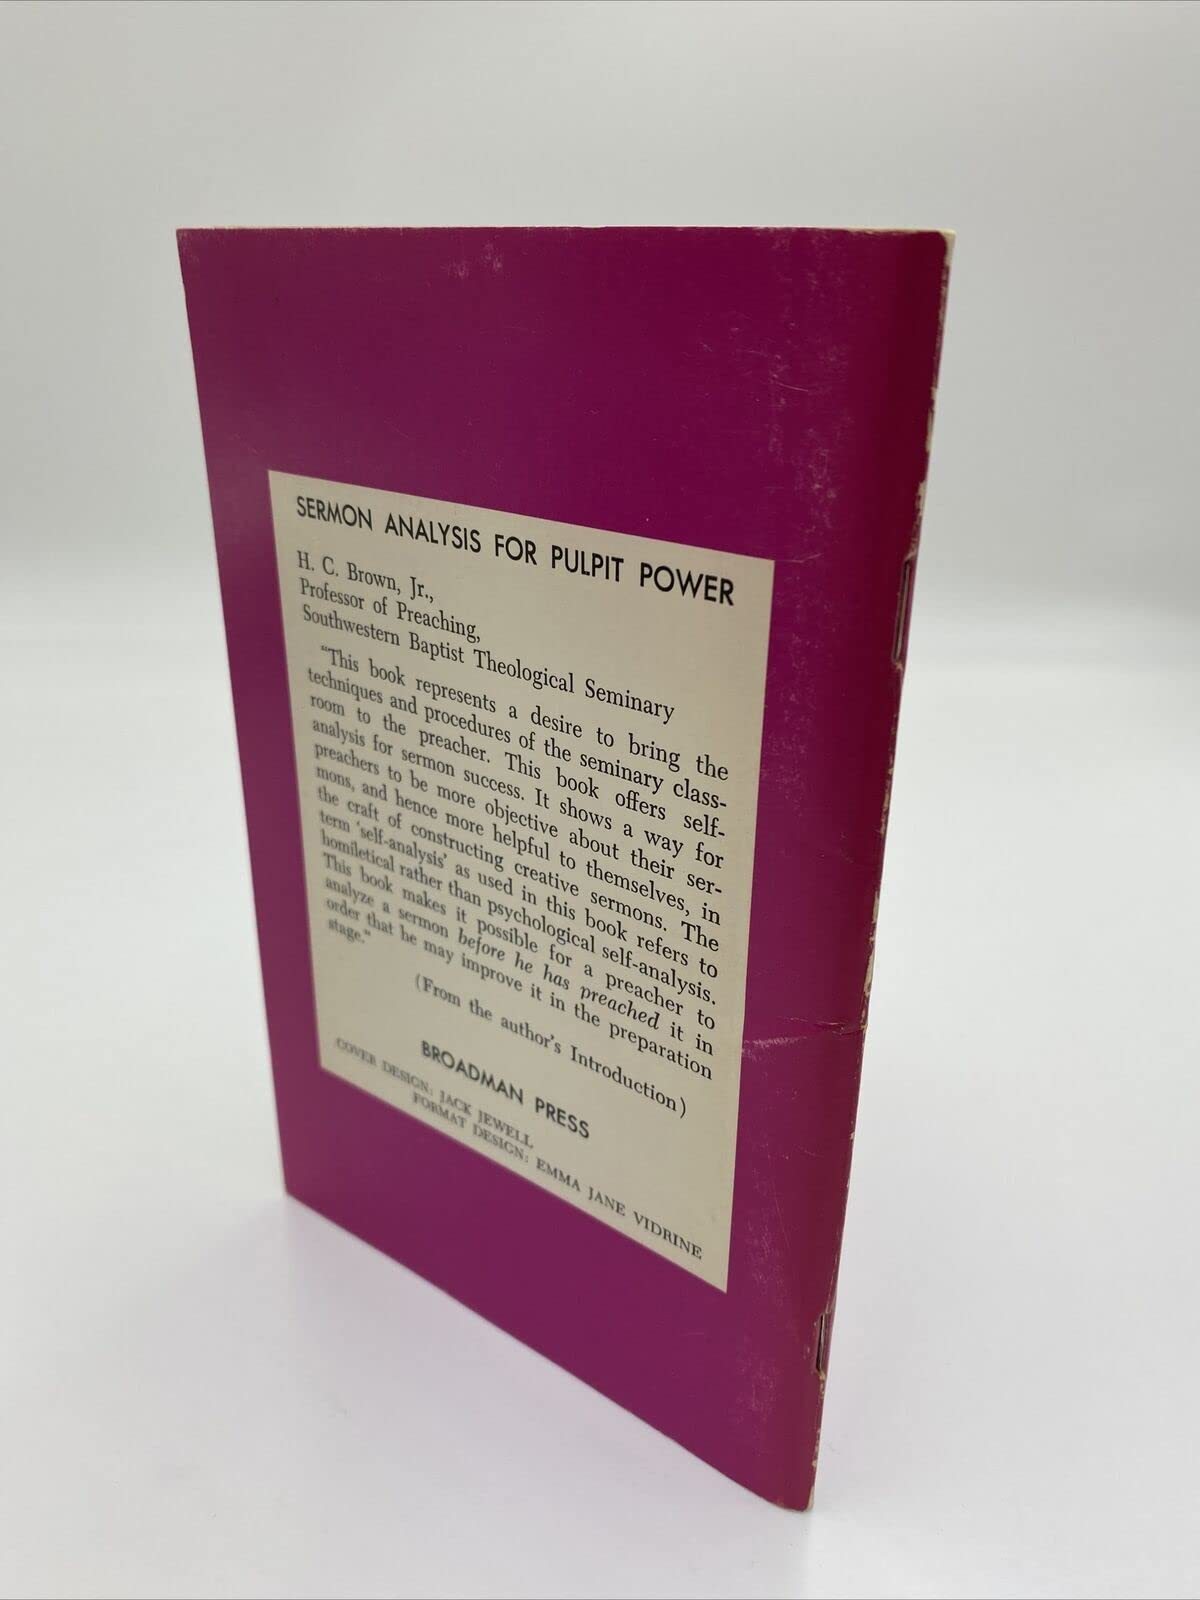 SERMON ANALYSIS FOR PULPIT POWER
H. C. Brown, Jr.,
Professor of Preaching,
Southwestern Baptist Theological Seminary
"This book represents a desire to bring the
techniques and procedures of the seminary class-
room to the preacher. This book offers self-
analysis for sermon success. It shows a way for
preachers to be more objective about their ser-
mons, and hence more helpful to themselves, in
the craft of constructing creative sermons. The
term 'self-analysis' as used in this book refers to
homiletical rather than psychological self-analysis.
This book makes it possible for a preacher to
analyze a sermon before he has preached it in
order that he may improve it in the preparation
stage."
(From the author's Introduction)
BROADMAN PRESS
COVER DESIGN: JACK JEWELL
FORMAT DESIGN: EMMA JANE VIDRINE